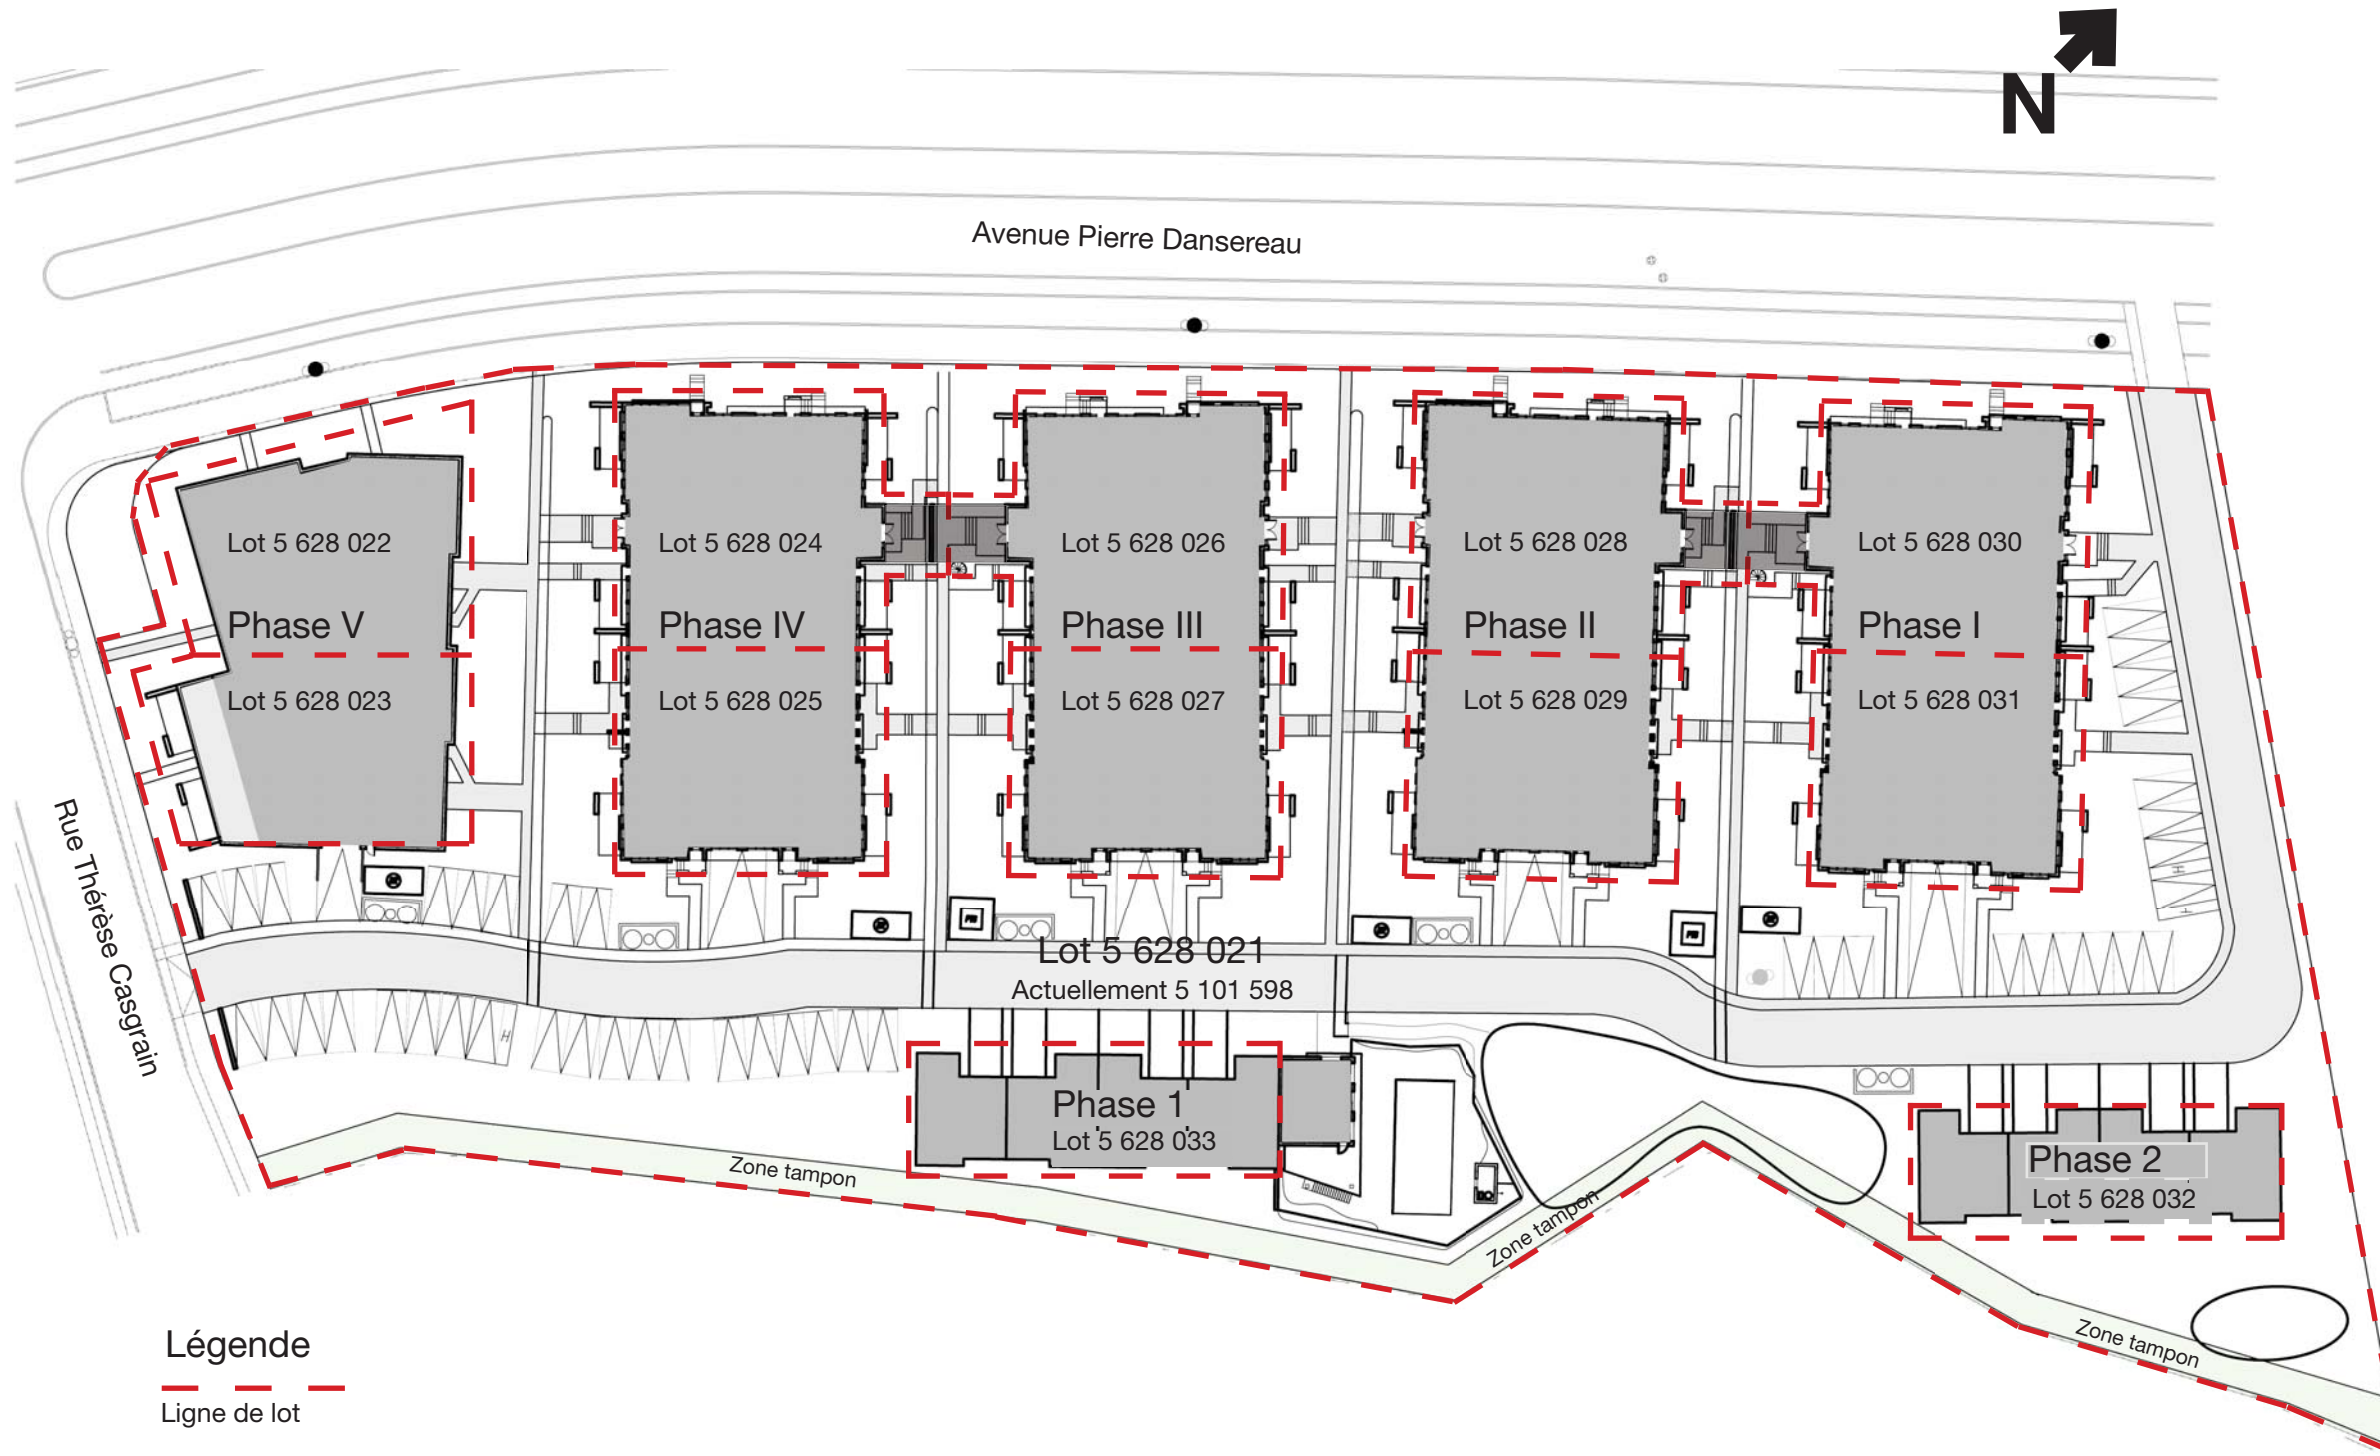 N
Avenue Pierre Dansereau
Lot 5 628 022
Phase V
Lot 5 628 023
Lot 5 628 024
Phase IV
Lot 5 628 025
Lot 5 628 026
Phase III
Lot 5 628 027
Lot 5 628 028
Phase II
Lot 5 628 029
Lot 5 628 030
Phase I
Lot 5 628 031
Rue Thérèse Casgrain
Lot 5 628 021
Actuellement 5 101 598
H
H
Phase 1
Lot 5 628 033
Phase 2
Lot 5 628 032
Zone tampon
Zone tampon
Zone tampon
Légende
Ligne de lot